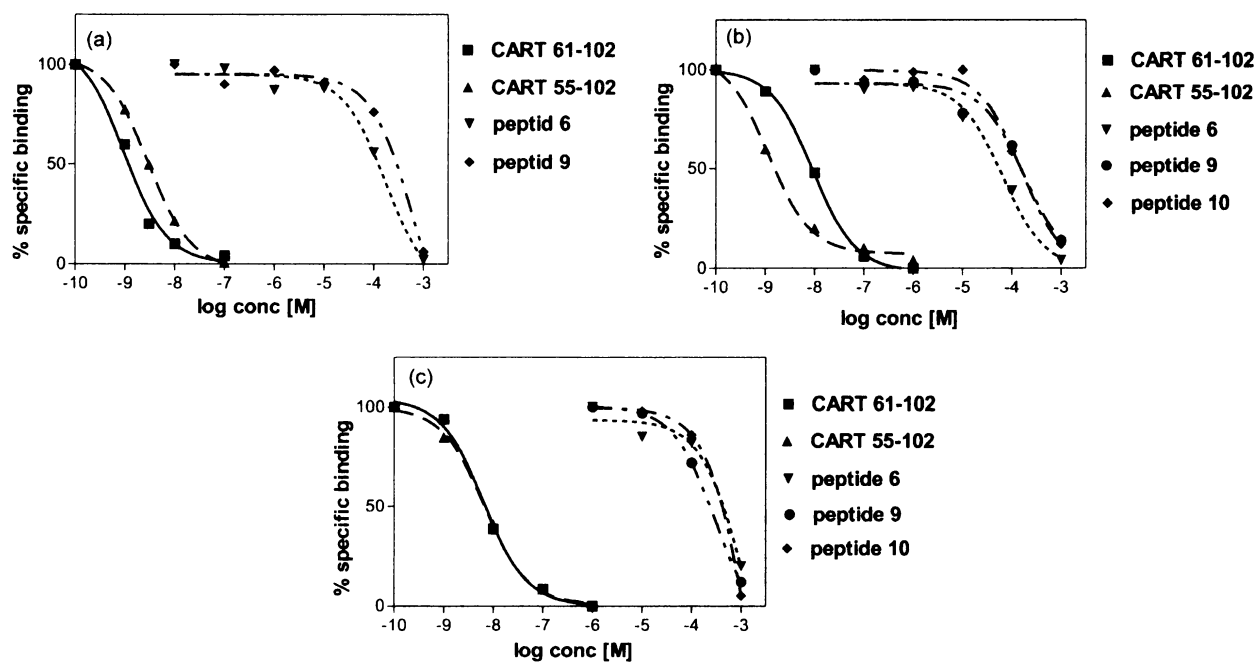 (a)
CART 61-102
CART 55-102
peptid 6
peptid 9
% specific binding
100
50
0
-10 -9 -8 -7 -6 -5 -4 -3
log conc [M]
(b)
CART 61-102
CART 55-102
peptide 6
peptide 9
peptide 10
% specific binding
100
50
0
-10 -9 -8 -7 -6 -5 -4 -3
log conc [M]
(c)
CART 61-102
CART 55-102
peptide 6
peptide 9
peptide 10
% specific binding
100
50
0
-10 -9 -8 -7 -6 -5 -4 -3
log conc [M]